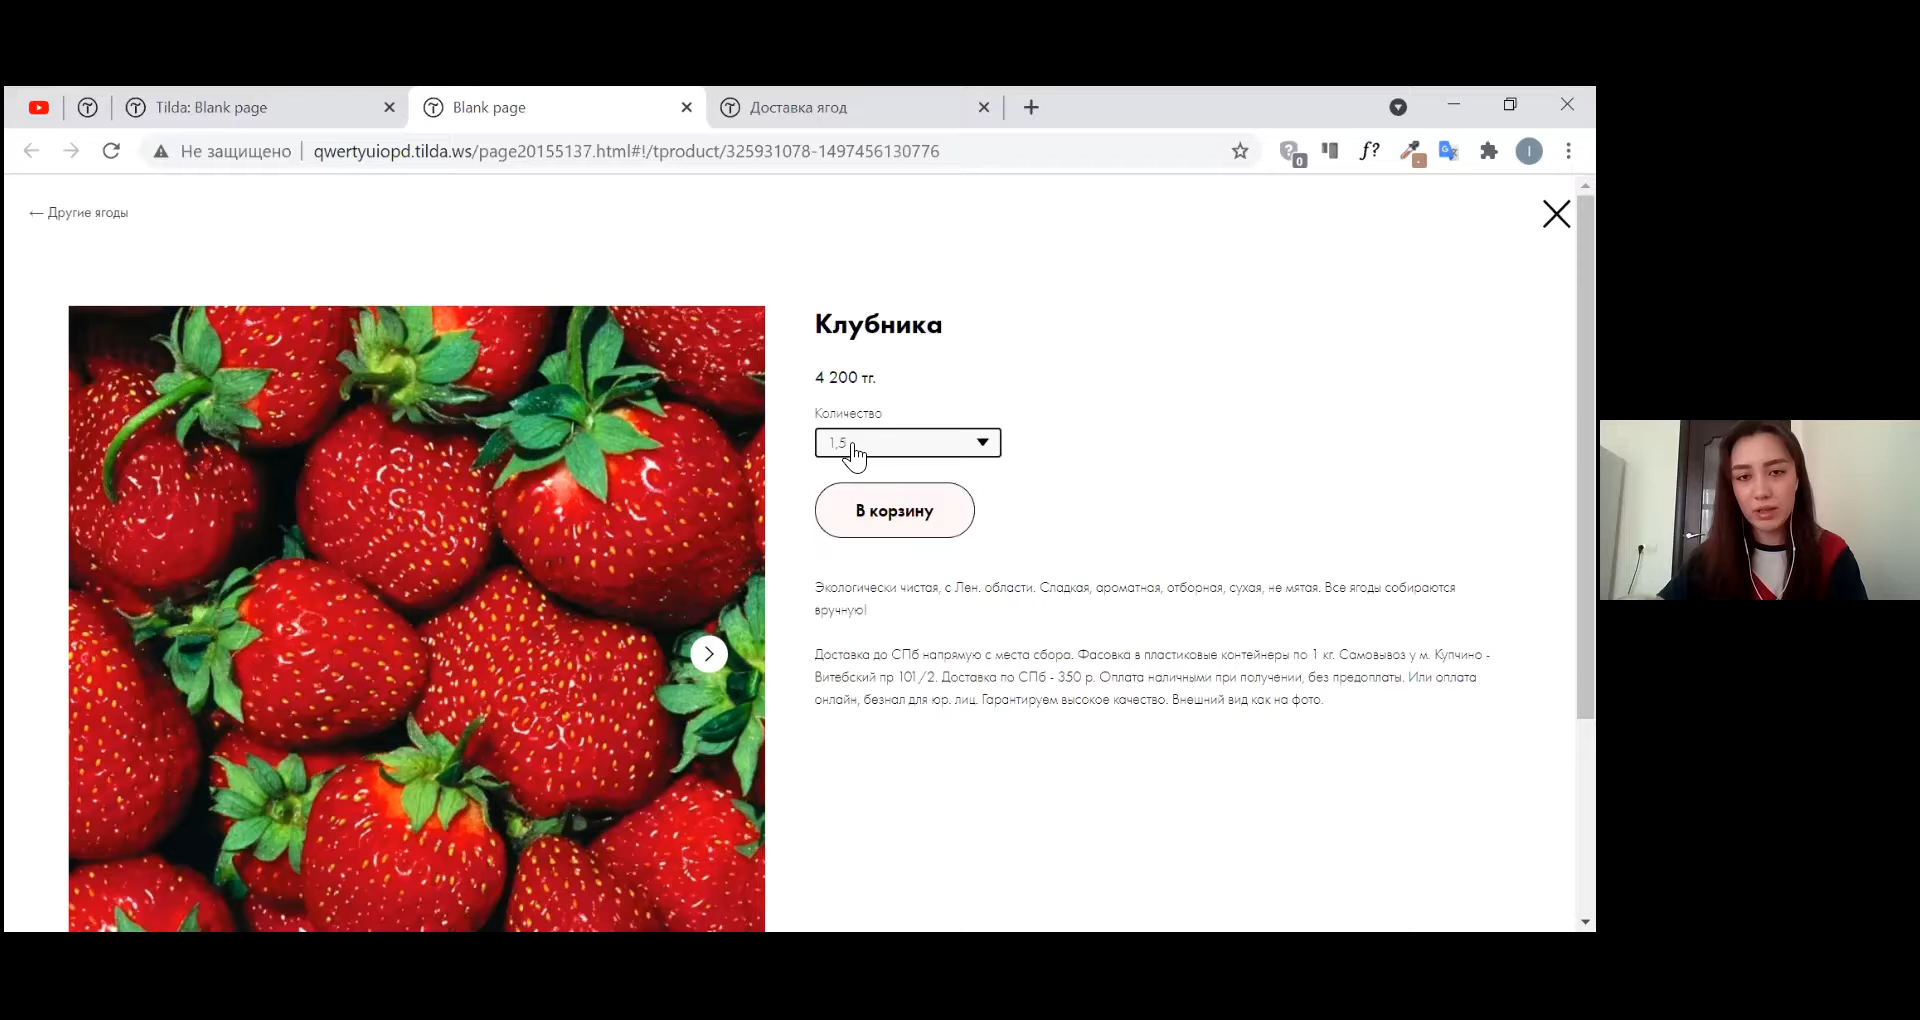 Tilda: Blank page
Blank page
Доставка ягод
Не защищено
qwertyuiopd.tilda.ws/page20155137.html#!/tproduct/325931078-1497456130776
0
f?
I
← Другие ягоды
Клубника
4 200 тг.
Количество
1,5
В корзину
Экологически чистая, с Лен. области. Сладкая, ароматная, отборная, сухая, не мятая. Все ягоды собираются
вручную!
Доставка до СПб напрямую с места сбора. Фасовка в пластиковые контейнеры по 1 кг. Самовывоз у м. Купчино -
Витебский пр 101/2. Доставка по СПб - 350 р. Оплата наличными при получении, без предоплаты. Или оплата
онлайн, безнал для юр. лиц. Гарантируем высокое качество. Внешний вид как на фото.